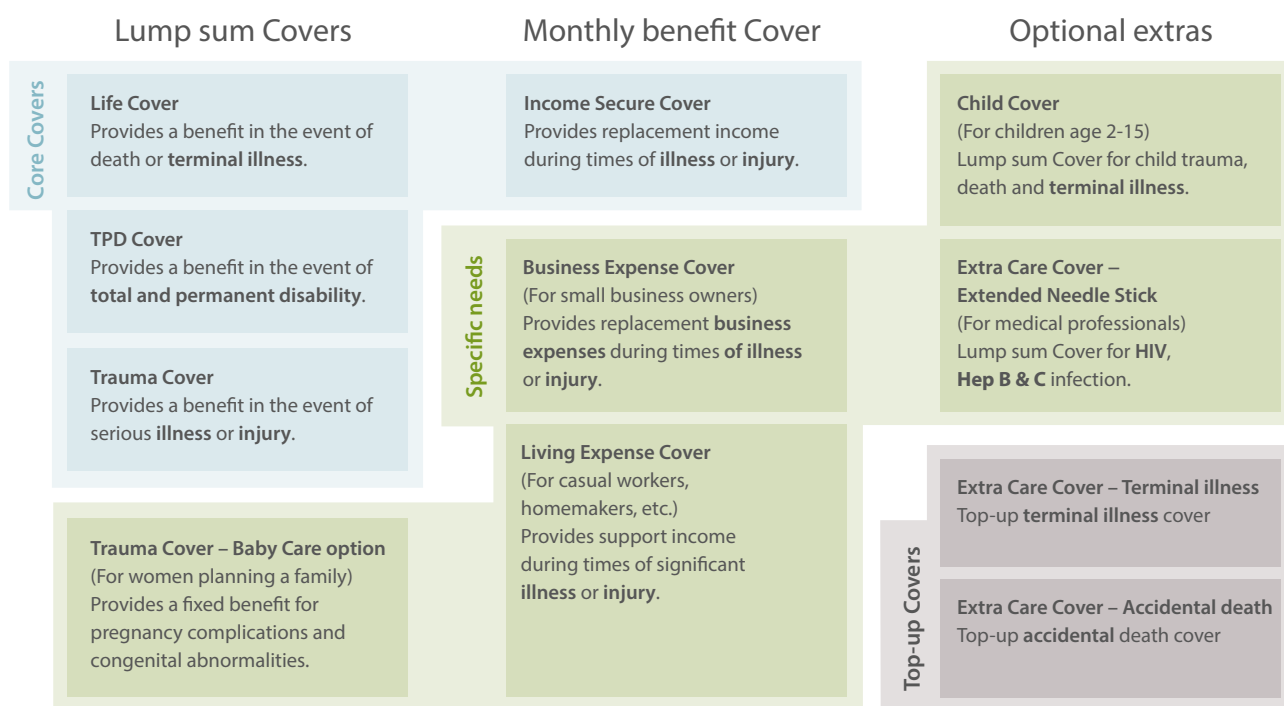 Lump sum Covers
Monthly benefit Cover
Optional extras
Core Covers
Life Cover
Provides a benefit in the event of
death or terminal illness.
TPD Cover
Provides a benefit in the event of
total and permanent disability.
Trauma Cover
Provides a benefit in the event of
serious illness or injury.
Trauma Cover – Baby Care option
(For women planning a family)
Provides a fixed benefit for
pregnancy complications and
congenital abnormalities.
Income Secure Cover
Provides replacement income
during times of illness or injury.
Specific needs
Business Expense Cover
(For small business owners)
Provides replacement business
expenses during times of illness
or injury.
Living Expense Cover
(For casual workers,
homemakers, etc.)
Provides support income
during times of significant
illness or injury.
Child Cover
(For children age 2-15)
Lump sum Cover for child trauma,
death and terminal illness.
Extra Care Cover –
Extended Needle Stick
(For medical professionals)
Lump sum Cover for HIV,
Hep B & C infection.
Top-up Covers
Extra Care Cover – Terminal illness
Top-up terminal illness cover
Extra Care Cover – Accidental death
Top-up accidental death cover